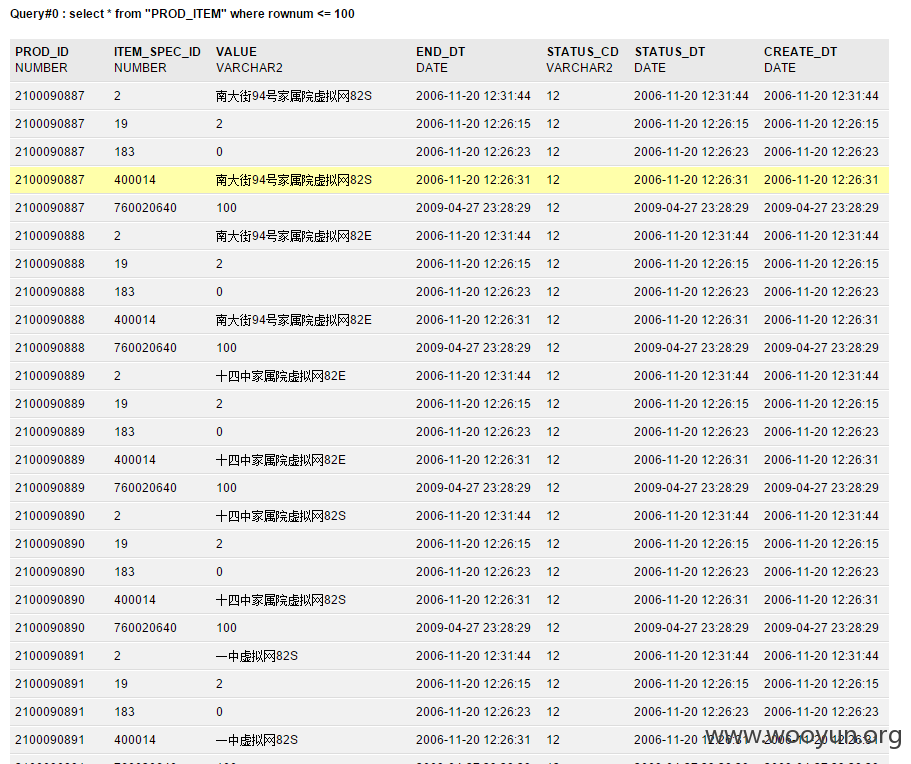 Query#0 : select * from "PROD_ITEM" where rownum <= 100
PROD_ID ITEM_SPEC_ID VALUE END_DT STATUS_CD STATUS_DT CREATE_DT
NUMBER NUMBER VARCHAR2 DATE VARCHAR2 DATE DATE
2100090887 2 南大街94号家属院虚拟网82S 2006-11-20 12:31:44 12 2006-11-20 12:31:44 2006-11-20 12:31:44
2100090887 19 2 2006-11-20 12:26:15 12 2006-11-20 12:26:15 2006-11-20 12:26:15
2100090887 183 0 2006-11-20 12:26:23 12 2006-11-20 12:26:23 2006-11-20 12:26:23
2100090887 400014 南大街94号家属院虚拟网82S 2006-11-20 12:26:31 12 2006-11-20 12:26:31 2006-11-20 12:26:31
2100090887 760020640 100 2009-04-27 23:28:29 12 2009-04-27 23:28:29 2009-04-27 23:28:29
2100090888 2 南大街94号家属院虚拟网82E 2006-11-20 12:31:44 12 2006-11-20 12:31:44 2006-11-20 12:31:44
2100090888 19 2 2006-11-20 12:26:15 12 2006-11-20 12:26:15 2006-11-20 12:26:15
2100090888 183 0 2006-11-20 12:26:23 12 2006-11-20 12:26:23 2006-11-20 12:26:23
2100090888 400014 南大街94号家属院虚拟网82E 2006-11-20 12:26:31 12 2006-11-20 12:26:31 2006-11-20 12:26:31
2100090888 760020640 100 2009-04-27 23:28:29 12 2009-04-27 23:28:29 2009-04-27 23:28:29
2100090889 2 十四中家属院虚拟网82E 2006-11-20 12:31:44 12 2006-11-20 12:31:44 2006-11-20 12:31:44
2100090889 19 2 2006-11-20 12:26:15 12 2006-11-20 12:26:15 2006-11-20 12:26:15
2100090889 183 0 2006-11-20 12:26:23 12 2006-11-20 12:26:23 2006-11-20 12:26:23
2100090889 400014 十四中家属院虚拟网82E 2006-11-20 12:26:31 12 2006-11-20 12:26:31 2006-11-20 12:26:31
2100090889 760020640 100 2009-04-27 23:28:29 12 2009-04-27 23:28:29 2009-04-27 23:28:29
2100090890 2 十四中家属院虚拟网82S 2006-11-20 12:31:44 12 2006-11-20 12:31:44 2006-11-20 12:31:44
2100090890 19 2 2006-11-20 12:26:15 12 2006-11-20 12:26:15 2006-11-20 12:26:15
2100090890 183 0 2006-11-20 12:26:23 12 2006-11-20 12:26:23 2006-11-20 12:26:23
2100090890 400014 十四中家属院虚拟网82S 2006-11-20 12:26:31 12 2006-11-20 12:26:31 2006-11-20 12:26:31
2100090890 760020640 100 2009-04-27 23:28:29 12 2009-04-27 23:28:29 2009-04-27 23:28:29
2100090891 2 一中虚拟网82S 2006-11-20 12:31:44 12 2006-11-20 12:31:44 2006-11-20 12:31:44
2100090891 19 2 2006-11-20 12:26:15 12 2006-11-20 12:26:15 2006-11-20 12:26:15
2100090891 183 0 2006-11-20 12:26:23 12 2006-11-20 12:26:23 2006-11-20 12:26:23
2100090891 400014 一中虚拟网82S 2006-11-20 12:26:31 12 2006-11-20 12:26:31 2006-11-20 12:26:31
www.wooyun.org